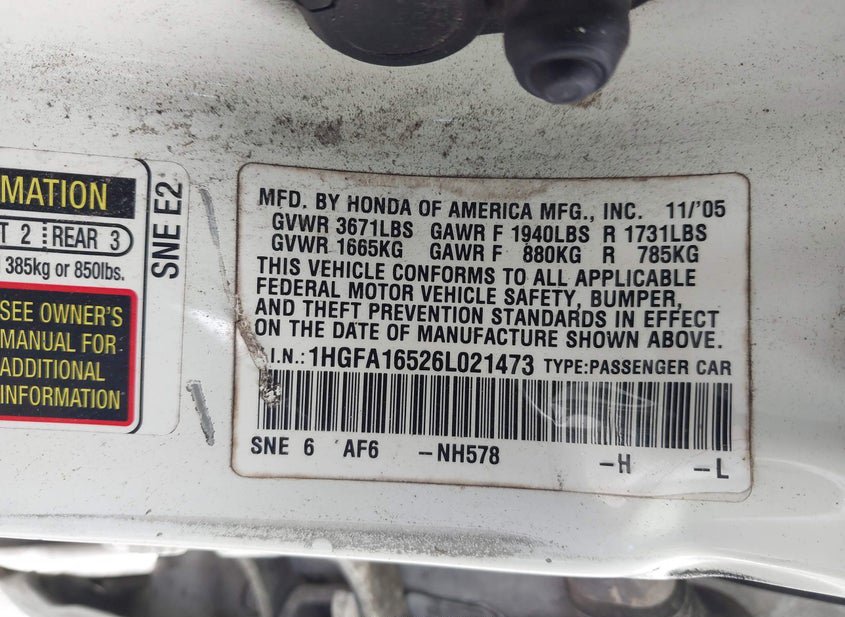 MATION
T 2 REAR 3
385kg or 850lbs.
SEE OWNER'S
MANUAL FOR
ADDITIONAL
INFORMATION
SNE E2
MFD. BY HONDA OF AMERICA MFG., INC. 11/'05
GVWR 3671LBS GAWR F 1940LBS R 1731LBS
GVWR 1665KG GAWR F 880KG R 785KG
THIS VEHICLE CONFORMS TO ALL APPLICABLE
FEDERAL MOTOR VEHICLE SAFETY, BUMPER,
AND THEFT PREVENTION STANDARDS IN EFFECT
ON THE DATE OF MANUFACTURE SHOWN ABOVE.
.I.N.: 1HGFA16526L021473 TYPE:PASSENGER CAR
SNE 6 AF6 -NH578 -H -L